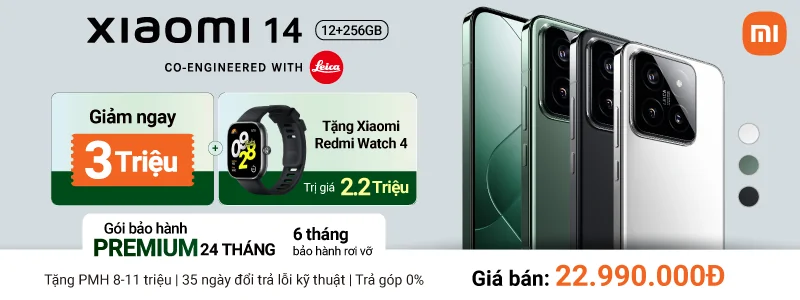 XIAOMI 14 12+256GB
CO-ENGINEERED WITH Leica
mi
Giảm ngay
3 Triệu
+
Tặng Xiaomi
Redmi Watch 4
Trị giá 2.2 Triệu
Gói bảo hành
PREMIUM 24 THÁNG
6 tháng
bảo hành rơi vỡ
Tặng PMH 8-11 triệu | 35 ngày đổi trả lỗi kỹ thuật | Trả góp 0%
Giá bán: 22.990.000Đ